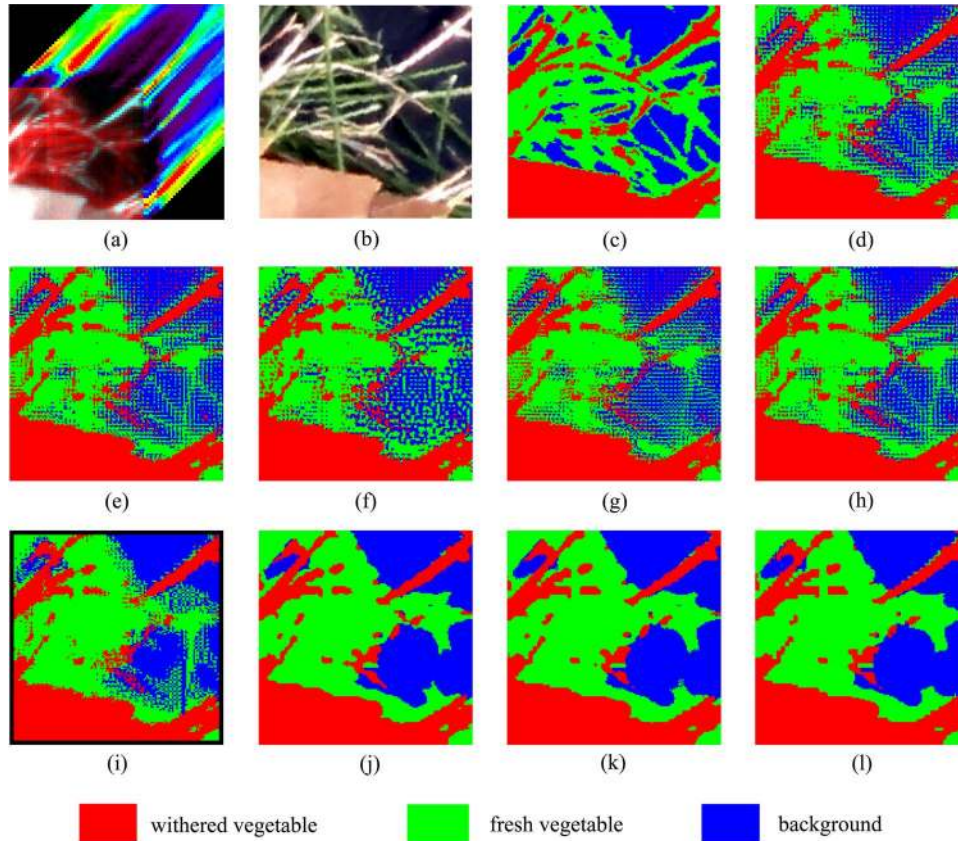 (a) (b) (c) (d)
(e) (f) (g) (h)
(i) (j) (k) (l)
withered vegetable fresh vegetable background